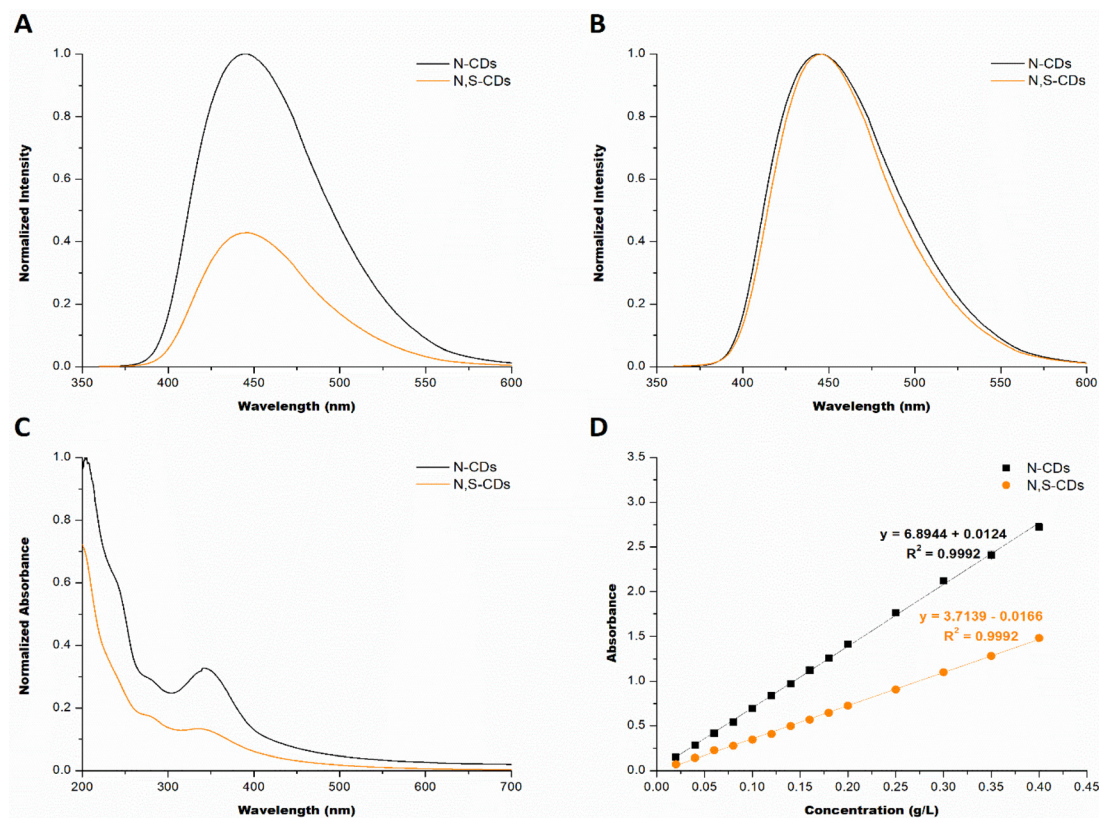 A
N-CDs
N,S-CDs
1.0
0.8
0.6
0.4
0.2
0.0
350
400
450
500
550
600
Normalized Intensity
Wavelength (nm)
B
N-CDs
N,S-CDs
1.0
0.8
0.6
0.4
0.2
0.0
350
400
450
500
550
600
Normalized Intensity
Wavelength (nm)
C
N-CDs
N,S-CDs
1.0
0.8
0.6
0.4
0.2
0.0
200
250
300
350
400
450
500
550
600
650
700
Normalized Absorbance
Wavelength (nm)
D
N-CDs
N,S-CDs
3.5
3.0
2.5
2.0
1.5
1.0
0.5
0.0
y = 6.8944 + 0.0124
R² = 0.9992
y = 3.7139 - 0.0166
R² = 0.9992
0.00
0.05
0.10
0.15
0.20
0.25
0.30
0.35
0.40
0.45
Absorbance
Concentration (g/L)